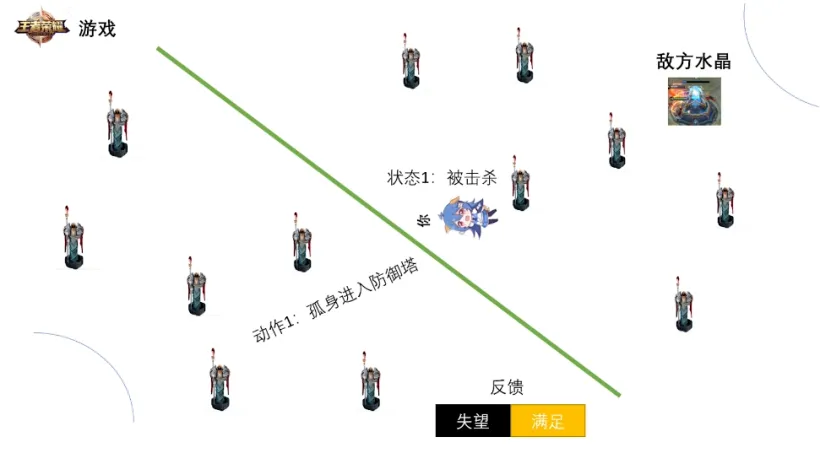 王者荣耀 游戏
敌方水晶
状态1：被击杀
你
动作1：孤身进入防御塔
反馈
失望 满足